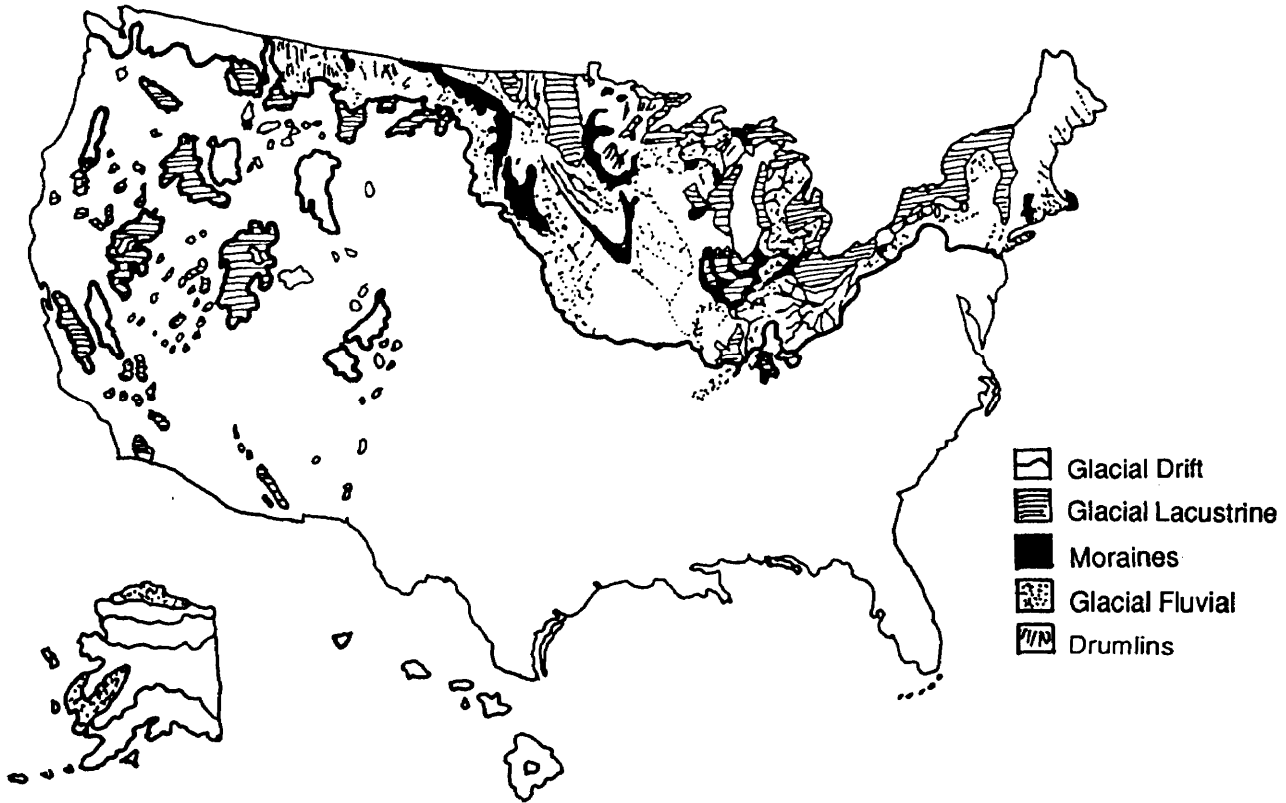 Glacial Drift
Glacial Lacustrine
Moraines
Glacial Fluvial
Drumlins